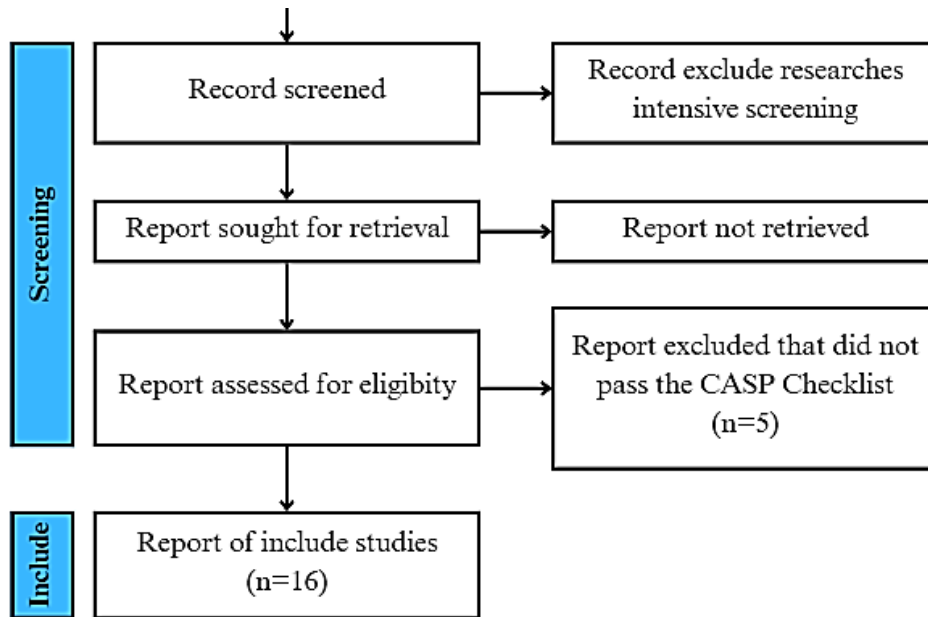 Screening
Record screened
Record exclude researches
intensive screening
Report sought for retrieval
Report not retrieved
Report assessed for eligibity
Report excluded that did not
pass the CASP Checklist
(n=5)
Include
Report of include studies
(n=16)